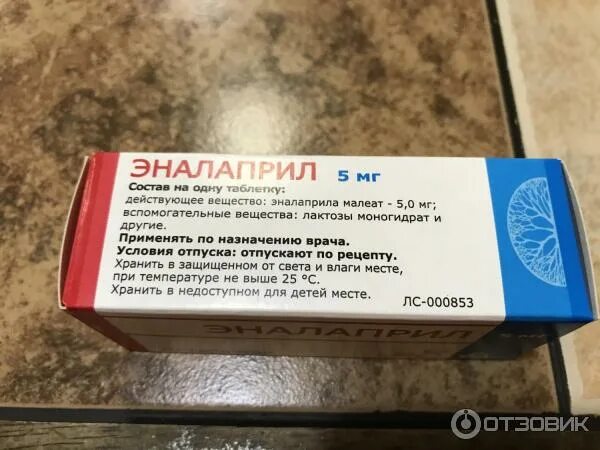 ЭНАЛАПРИЛ 5 мг
Состав на одну таблетку:
действующее вещество: эналаприла малеат - 5,0 мг;
вспомогательные вещества: лактозы моногидрат и
другие.
Применять по назначению врача.
Условия отпуска: отпускают по рецепту.
Хранить в защищенном от света и влаги месте,
при температуре не выше 25 °С.
Хранить в недоступном для детей месте.
ЛС-000853
ЭНАЛАПРИЛ 5 мг
ОТЗОВИК